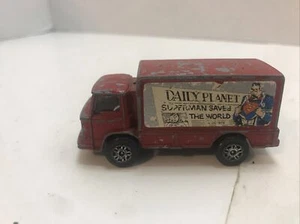 DAILY PLANET
SUPERMAN SAVES
THE WORLD